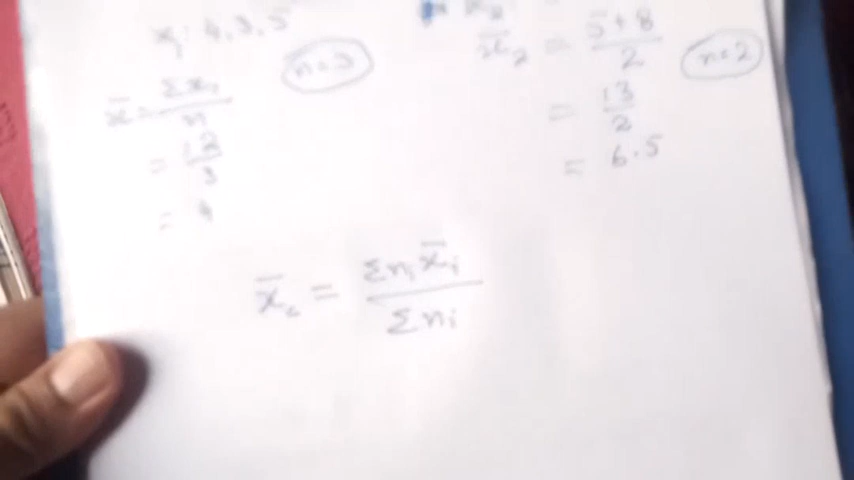 x₁: 4, 3, 5
n=3
x̄ = Σx₁ / n
= 12 / 3
= 4
x̄₂ = 5+8 / 2
n=2
= 13 / 2
= 6.5
x̄c = Σnᵢx̄ᵢ / Σnᵢ